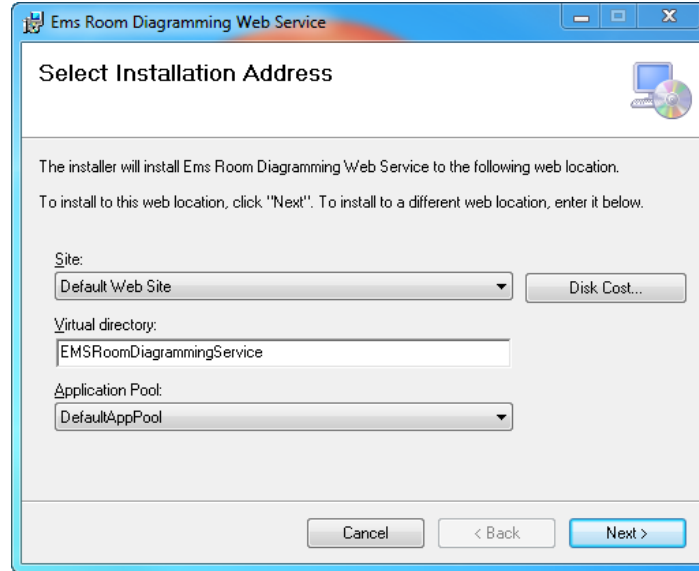 Ems Room Diagramming Web Service
Select Installation Address
The installer will install Ems Room Diagramming Web Service to the following web location.
To install to this web location, click "Next". To install to a different web location, enter it below.
Site:
Default Web Site
Disk Cost...
Virtual directory:
EMSRoomDiagrammingService
Application Pool:
DefaultAppPool
Cancel
< Back
Next >